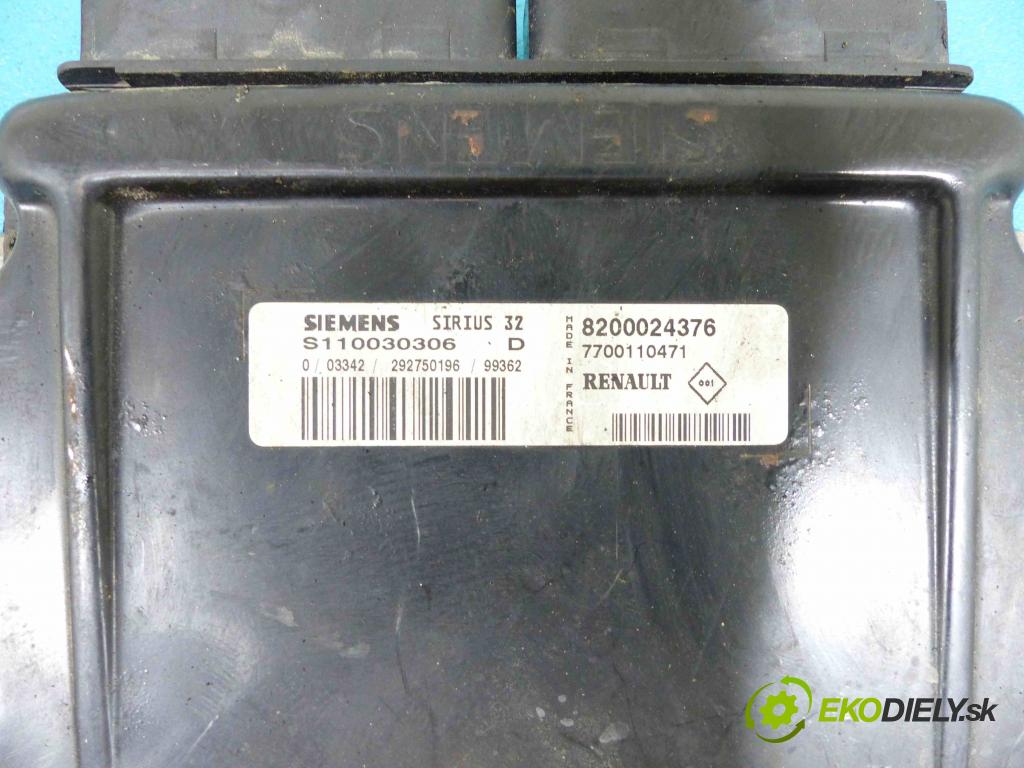 SIEMENS
SIEMENS SIRIUS 32
S110030306 D
0 / 03342 / 292750196 / 99362
MADE IN FRANCE
8200024376
7700110471
RENAULT 001
EKODIELY.sk